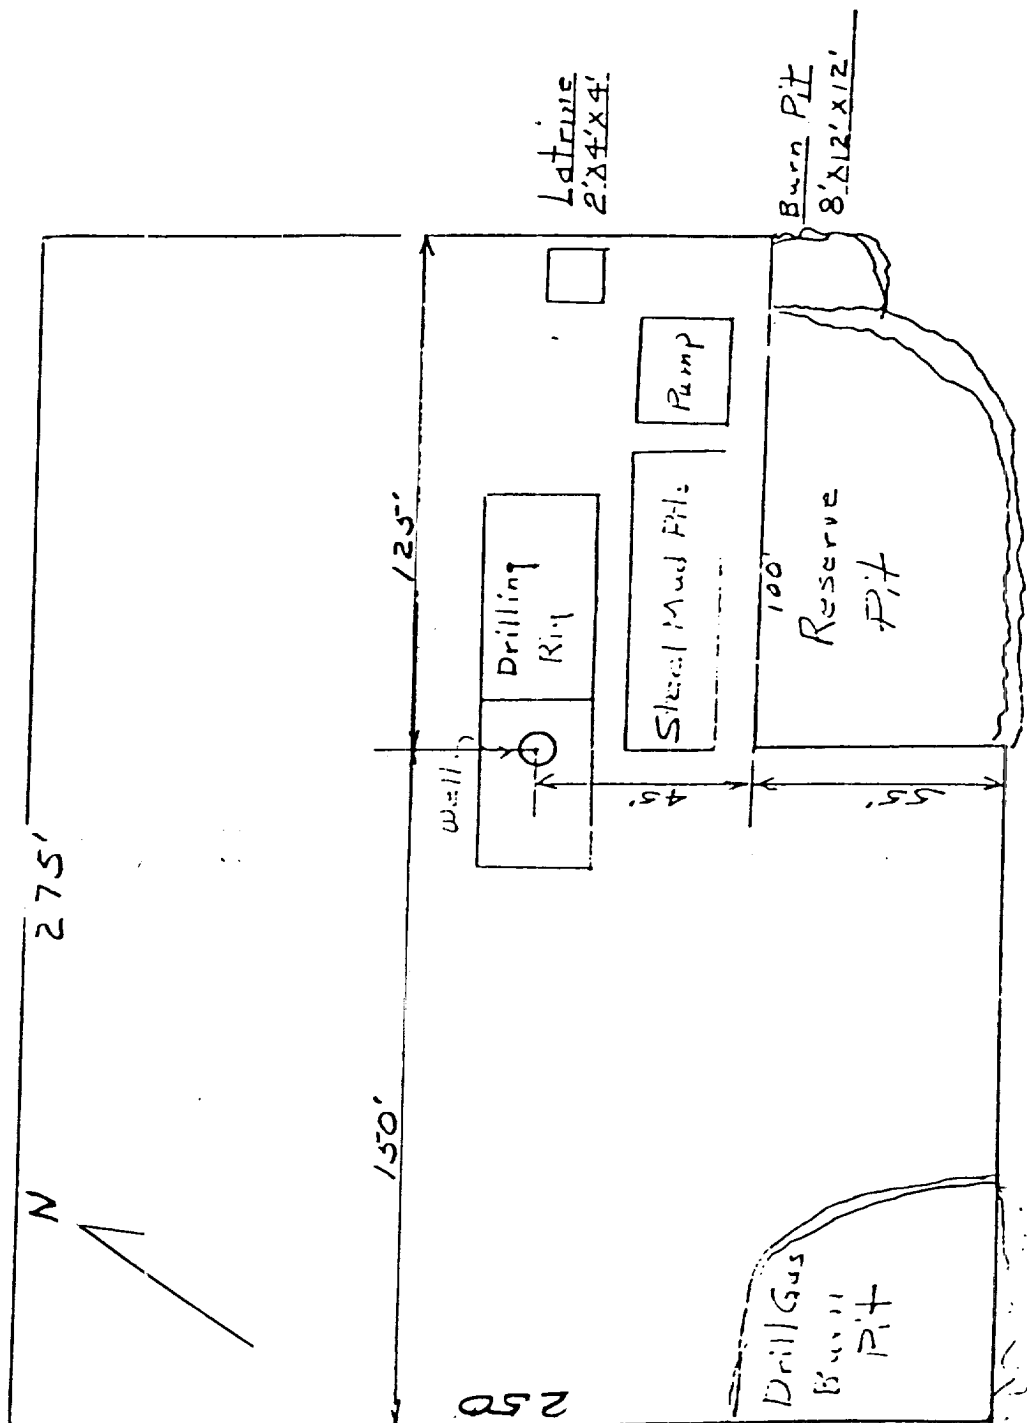 Latrine
2'x4'x4'
Burn Pit
8'x12'x12'
Pump
125'
Drilling
Rig
Steel Mud Pits
100'
Reserve
Pit
Well
45'
55'
275'
150'
N
Drill Gas
Burn
Pit
250